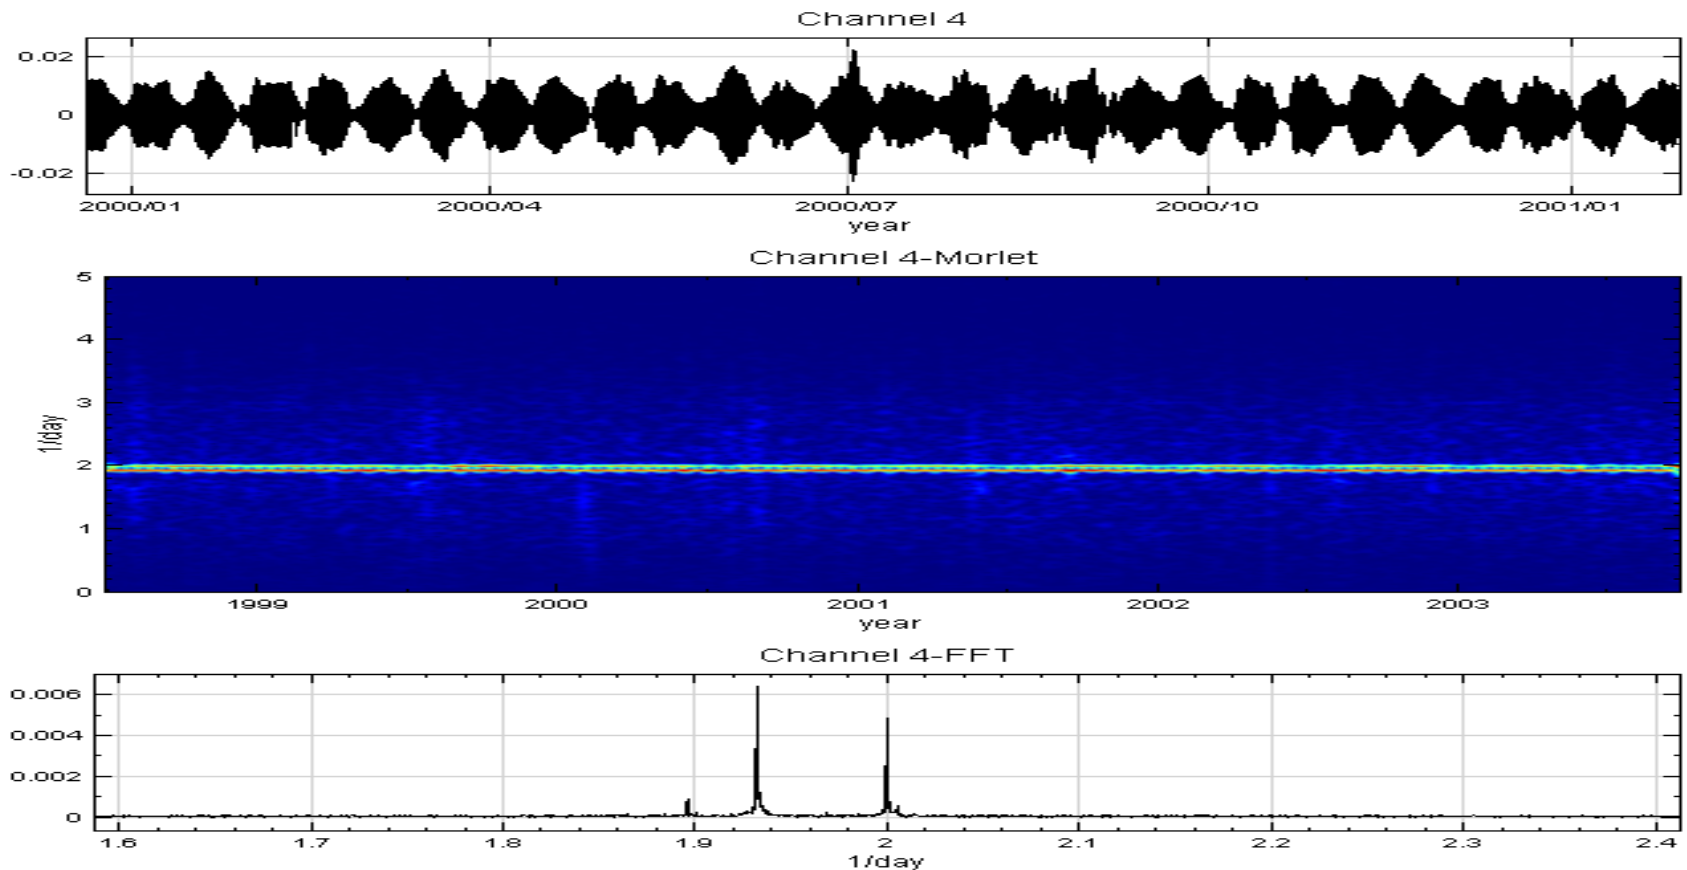 Channel 4
0.02
0
-0.02
2000/01 2000/04 2000/07 2000/10 2001/01
year
Channel 4-Morlet
5
4
3
2
1
0
1/day
1999 2000 2001 2002 2003
year
Channel 4-FFT
0.006
0.004
0.002
0
1.6 1.7 1.8 1.9 2 2.1 2.2 2.3 2.4
1/day